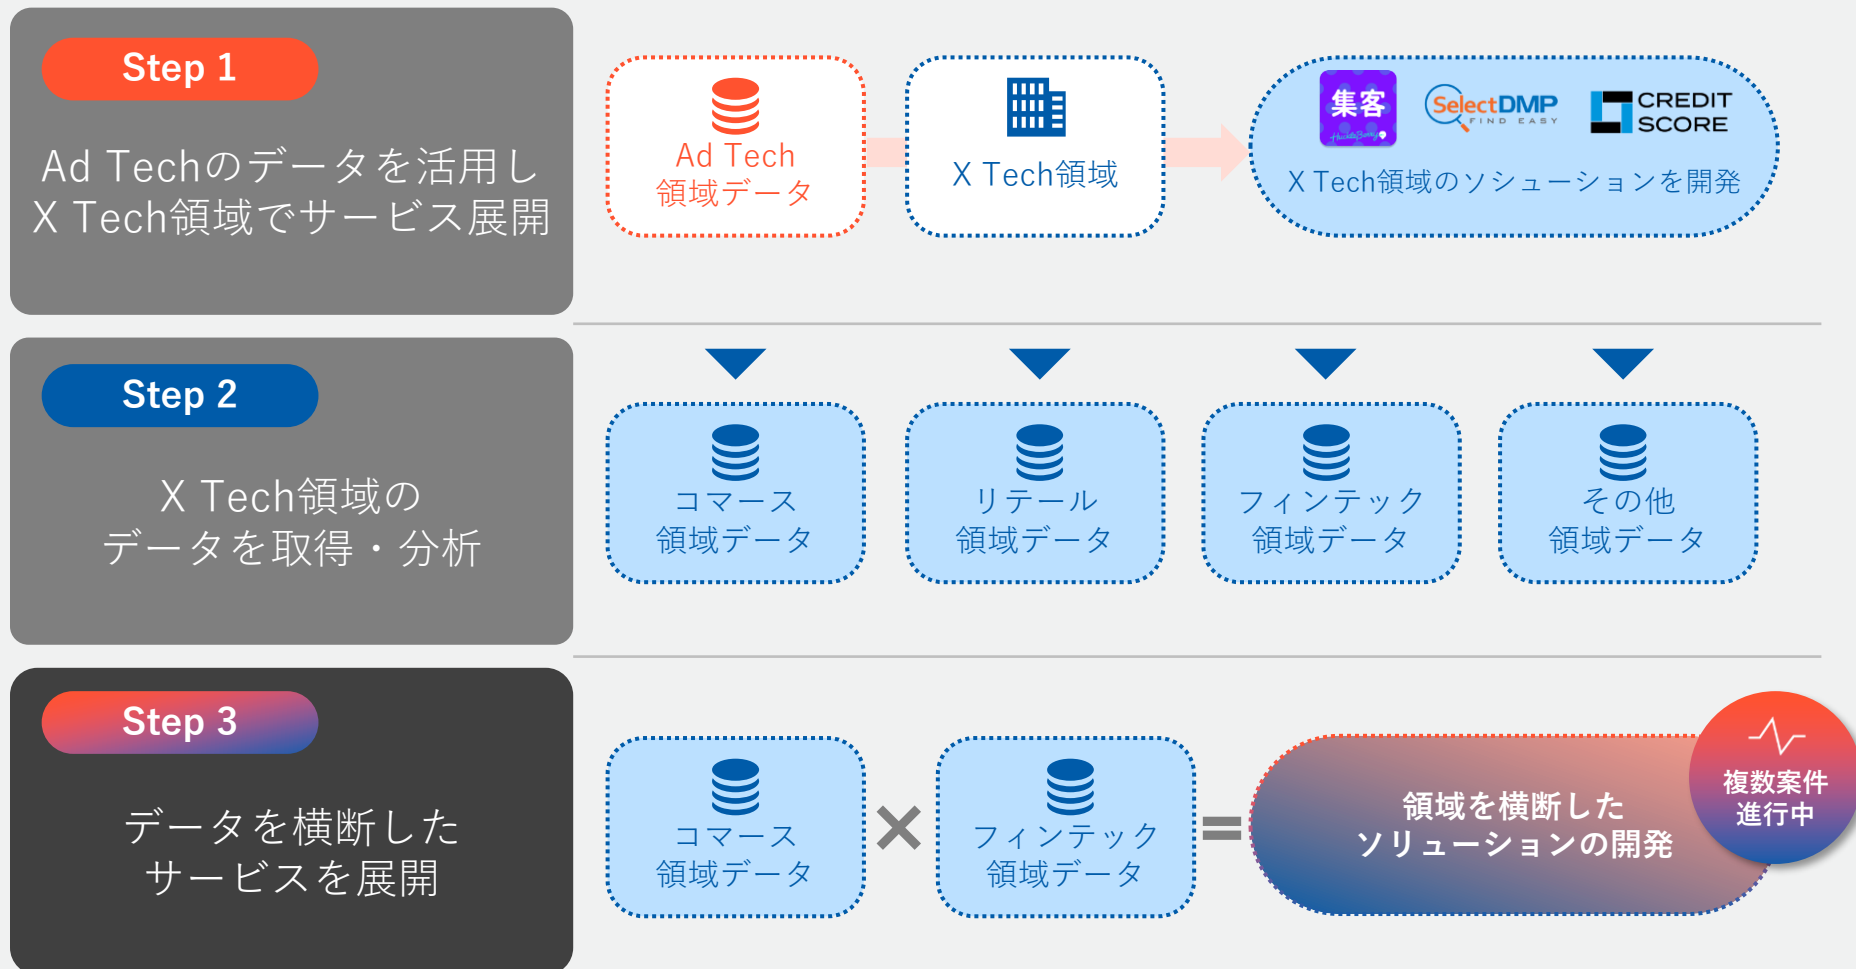 Step 1
Ad Techのデータを活用し
X Tech領域でサービス展開
Ad Tech
領域データ
X Tech領域
集客
HuckleBerry
SelectDMP
FIND EASY
CREDIT
SCORE
X Tech領域のソシューションを開発
Step 2
X Tech領域の
データを取得・分析
コマース
領域データ
リテール
領域データ
フィンテック
領域データ
その他
領域データ
Step 3
データを横断した
サービスを展開
コマース
領域データ
×
フィンテック
領域データ
=
領域を横断した
ソリューションの開発
複数案件
進行中